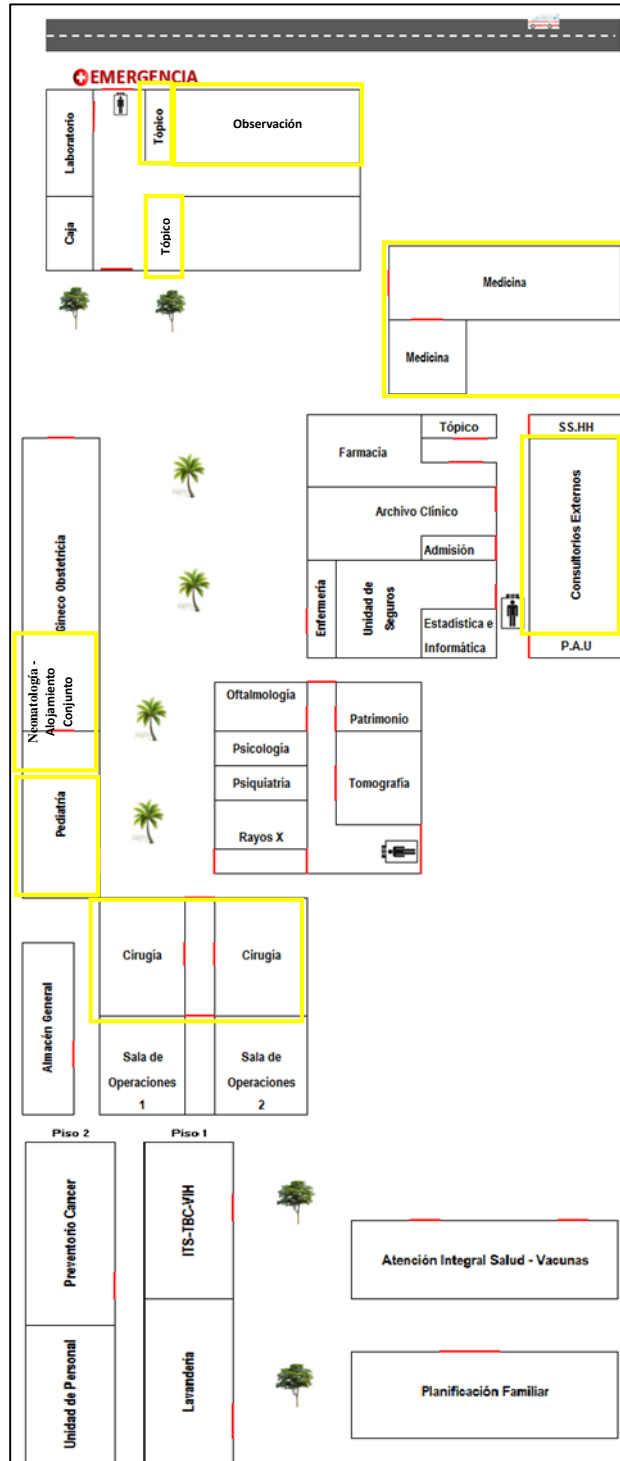 EMERGENCIA
Laboratorio
Tópico
Observación
Caja
Tópico
Medicina
Medicina
Tópico
SS.HH
Farmacia
Archivo Clínico
Admisión
Consultorios Externos
Enfermería
Unidad de
Seguros
Estadística e
Informática
P.A.U
Gineco Obstetricia
Neonatología -
Alojamiento
Conjunto
Pediatría
Oftalmología
Patrimonio
Psicología
Psiquiatria
Tomografía
Rayos X
Cirugía
Cirugía
Almacén General
Sala de
Operaciones
1
Sala de
Operaciones
2
Piso 2
Piso 1
Preventorio Cancer
ITS-TBC-VIH
Atención Integral Salud - Vacunas
Unidad de Personal
Lavandería
Planificación Familiar